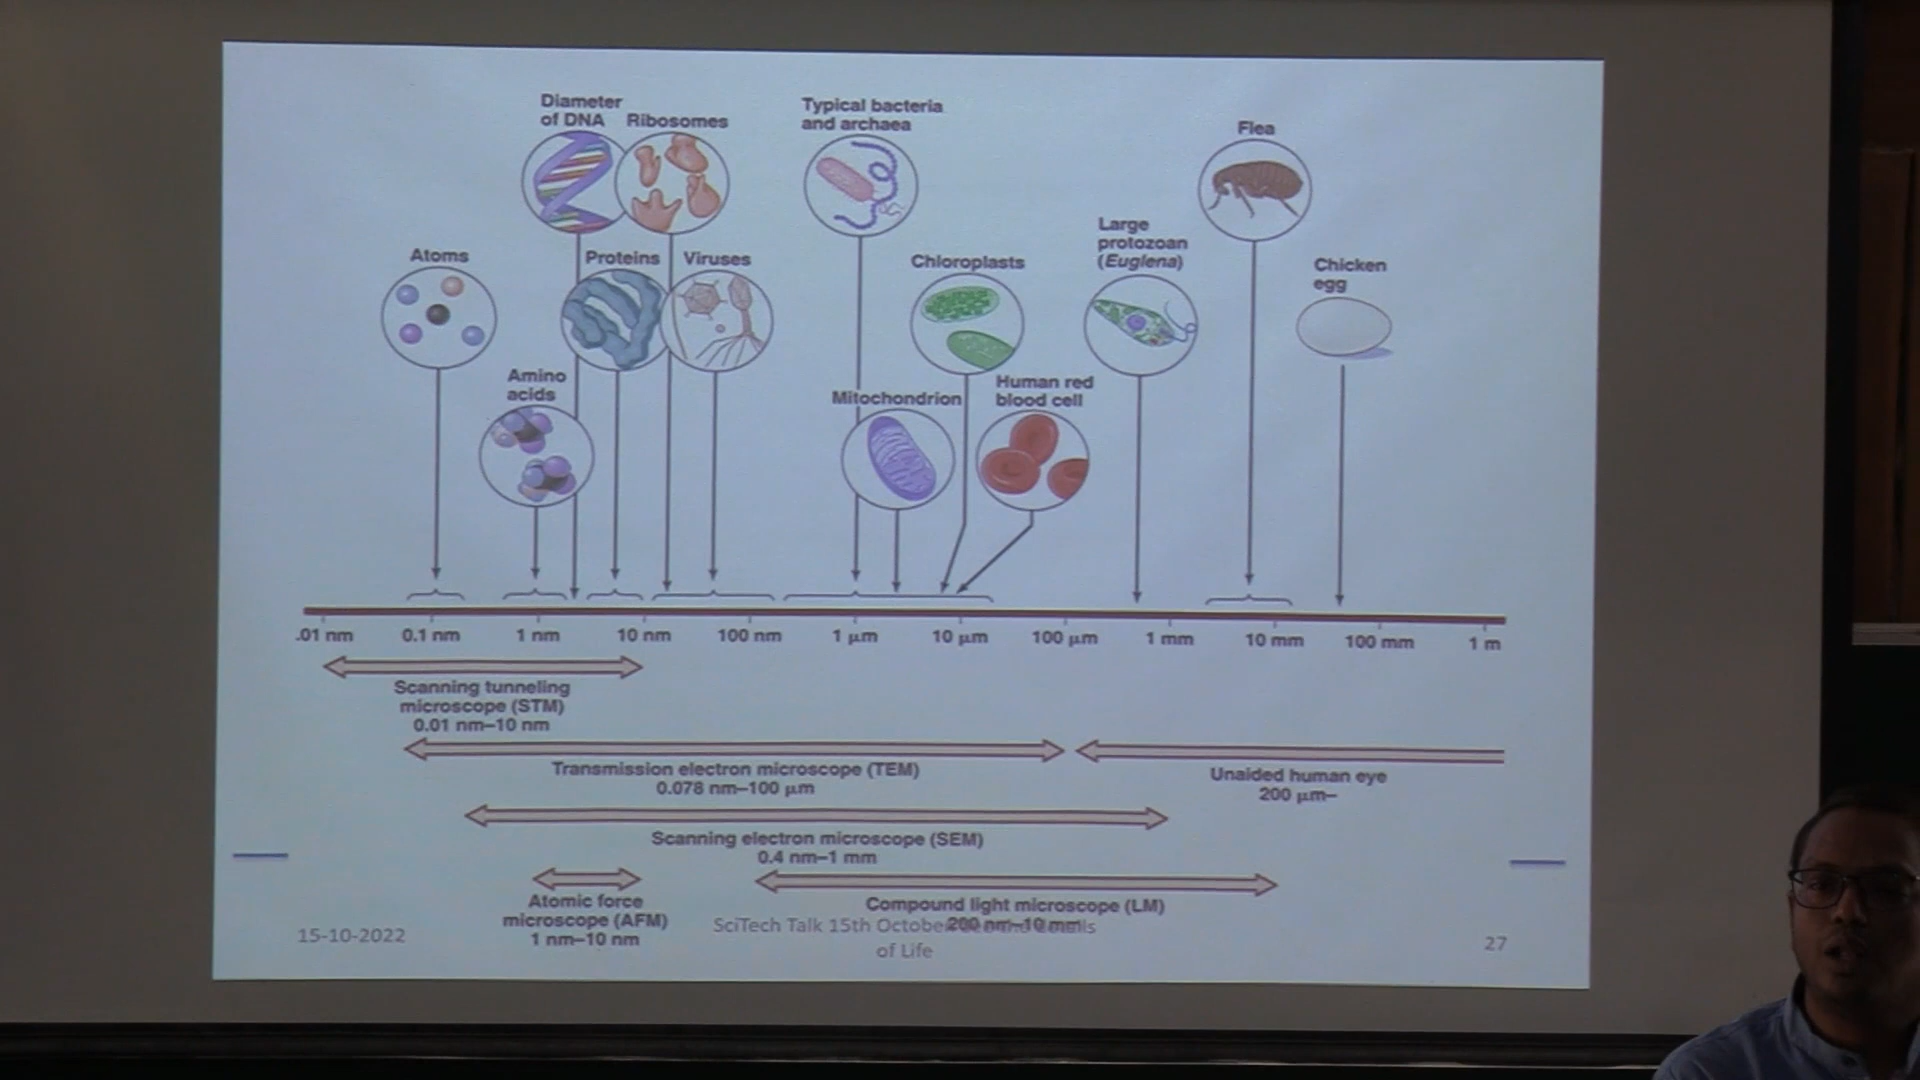 Diameter
of DNA
Ribosomes
Typical bacteria
and archaea
Flea
Atoms
Proteins
Viruses
Chloroplasts
Large
protozoan
(Euglena)
Chicken
egg
Amino
acids
Mitochondrion
Human red
blood cell
.01 nm
0.1 nm
1 nm
10 nm
100 nm
1 μm
10 μm
100 μm
1 mm
10 mm
100 mm
1 m
Scanning tunneling
microscope (STM)
0.01 nm–10 nm
Transmission electron microscope (TEM)
0.078 nm–100 μm
Unaided human eye
200 μm–
Scanning electron microscope (SEM)
0.4 nm–1 mm
Atomic force
microscope (AFM)
1 nm–10 nm
Compound light microscope (LM)
200 nm–10 mm
15-10-2022
SciTech Talk 15th October
of Life
27